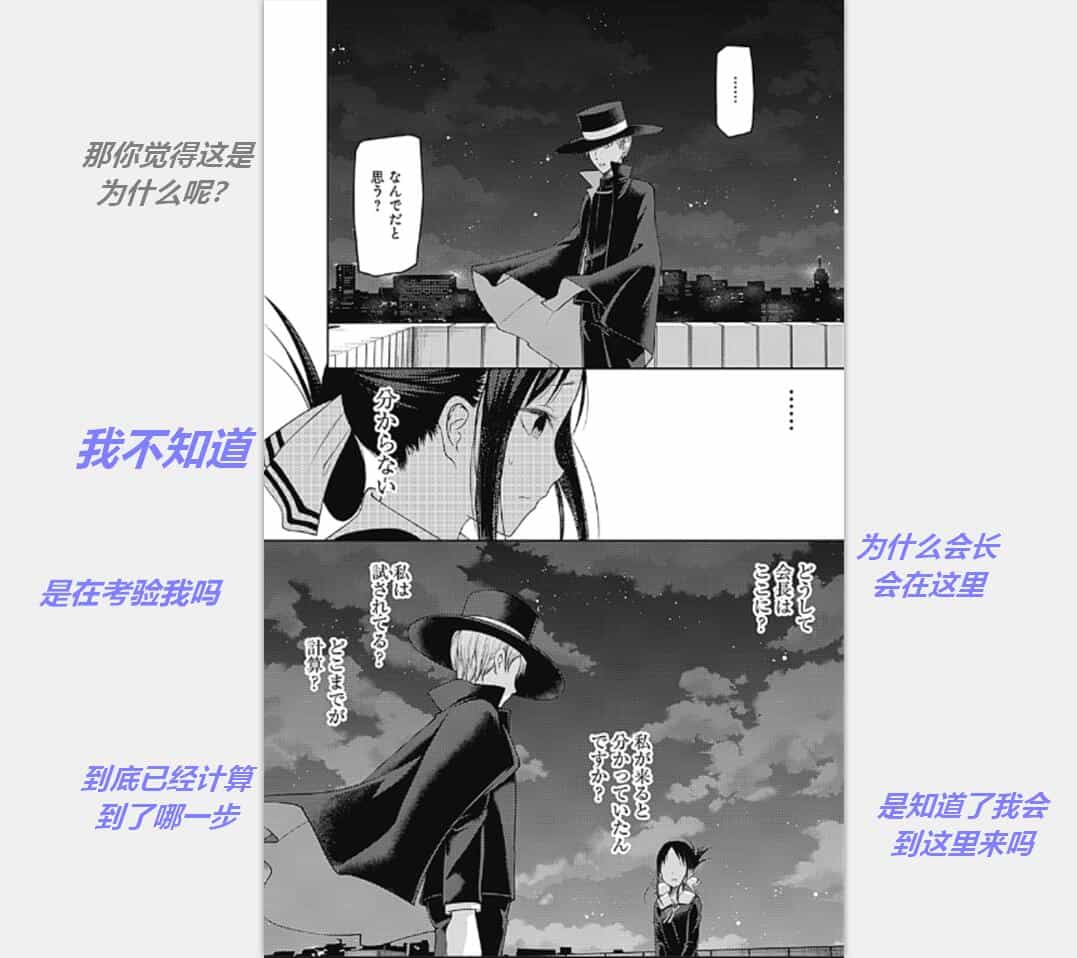 ……
なんでだと
思う？
那你觉得这是
为什么呢？
……
分からない
我不知道
どうして
会長は
ここに？
为什么会长
会在这里
私が来ると
分かっていたん
ですか？
是知道了我会
到这里来吗
私は
試されてる？
是在考验我吗
どこまでが
計算？
到底已经计算
到了哪一步